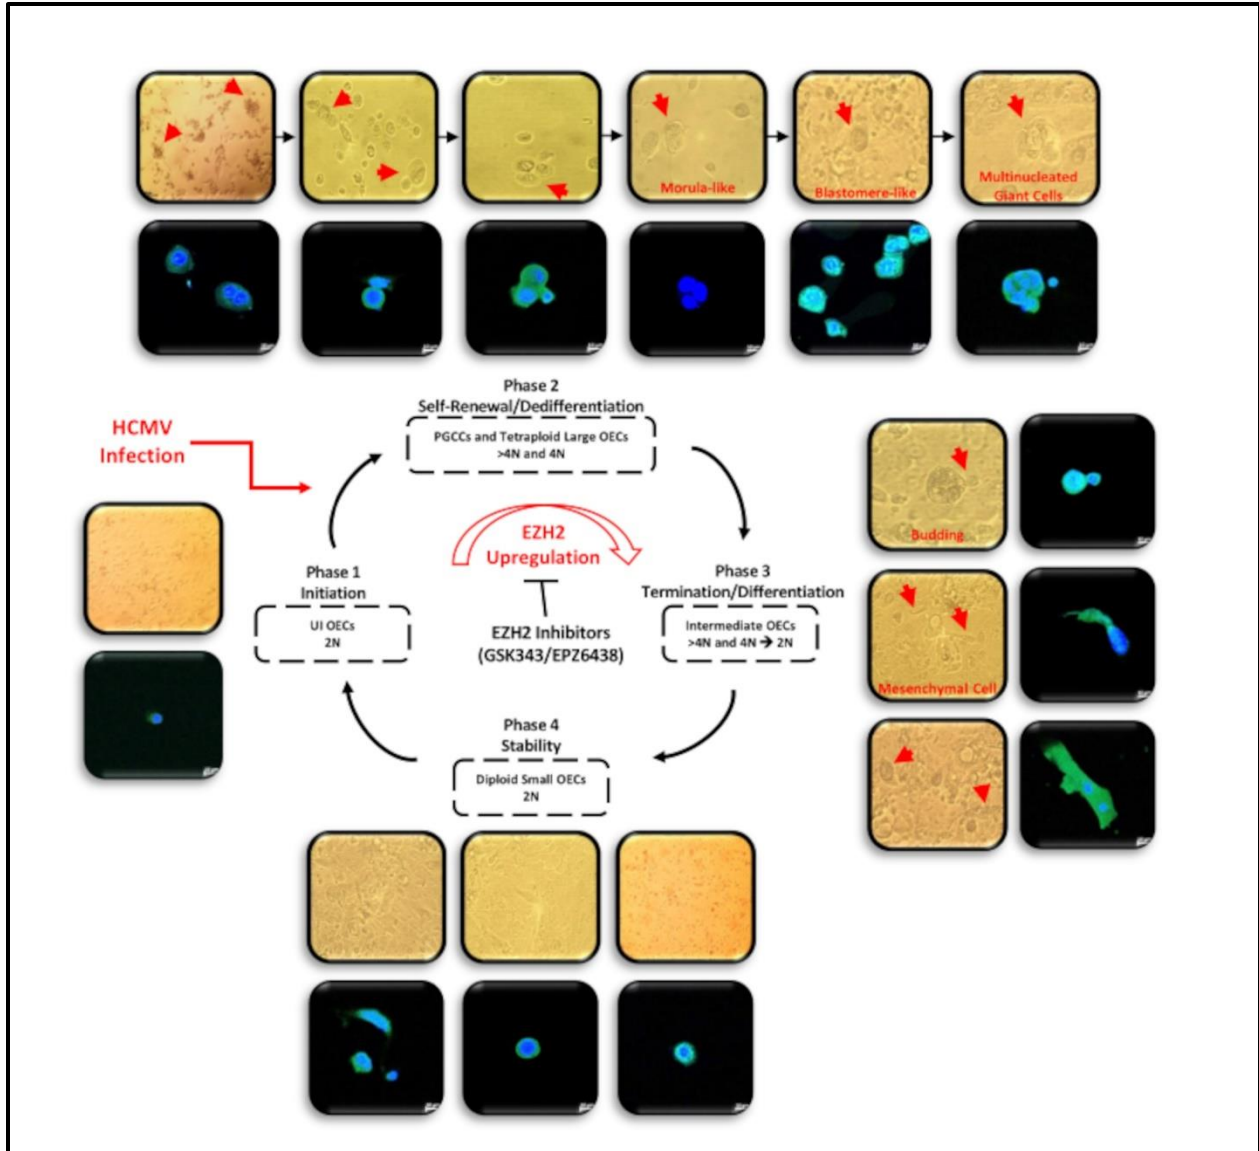 Morula-like
Blastomere-like
Multinucleated
Giant Cells
Phase 2
Self-Renewal/Dedifferentiation
PGCCs and Tetraploid Large OECs
>4N and 4N
HCMV
Infection
EZH2
Upregulation
Budding
Phase 1
Initiation
UI OECs
2N
Phase 3
Termination/Differentiation
Intermediate OECs
>4N and 4N → 2N
EZH2 Inhibitors
(GSK343/EPZ6438)
Mesenchymal Cell
Phase 4
Stability
Diploid Small OECs
2N